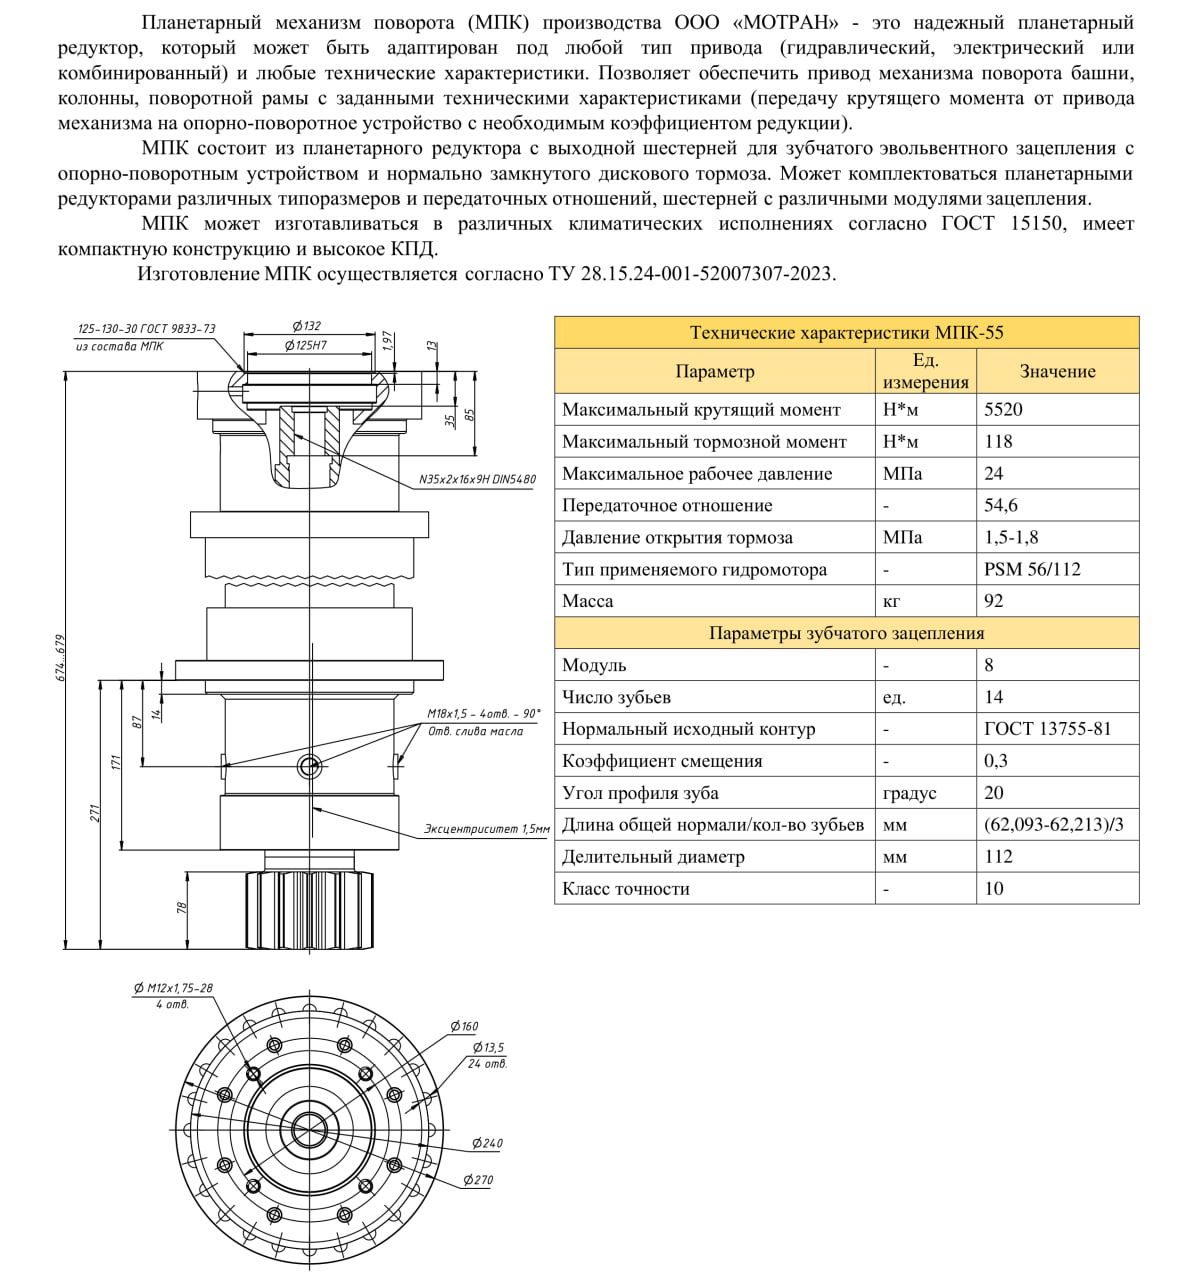 Планетарный механизм поворота (МПК) производства ООО «МОТРАН» - это надежный планетарный
редуктор, который может быть адаптирован под любой тип привода (гидравлический, электрический или
комбинированный) и любые технические характеристики. Позволяет обеспечить привод механизма поворота башни,
колонны, поворотной рамы с заданными техническими характеристиками (передачу крутящего момента от привода
механизма на опорно-поворотное устройство с необходимым коэффициентом редукции).
МПК состоит из планетарного редуктора с выходной шестерней для зубчатого эвольвентного зацепления с
опорно-поворотным устройством и нормально замкнутого дискового тормоза. Может комплектоваться планетарными
редукторами различных типоразмеров и передаточных отношений, шестерней с различными модулями зацепления.
МПК может изготавливаться в различных климатических исполнениях согласно ГОСТ 15150, имеет
компактную конструкцию и высокое КПД.
Изготовление МПК осуществляется согласно ТУ 28.15.24-001-52007307-2023.
125-130-30 ГОСТ 9833-73
из состава МПК
Ø132
Ø125H7
1,97
13
35
85
N35x2x16x9H DIN5480
674...679
M18x1,5 - 4отв. - 90°
Отв. слива масла
14
87
171
271
Эксцентриситет 1,5мм
78
Технические характеристики МПК-55
Параметр Ед. измерения Значение
Максимальный крутящий момент Н*м 5520
Максимальный тормозной момент Н*м 118
Максимальное рабочее давление МПа 24
Передаточное отношение - 54,6
Давление открытия тормоза МПа 1,5-1,8
Тип применяемого гидромотора - PSM 56/112
Масса кг 92
Параметры зубчатого зацепления
Модуль - 8
Число зубьев ед. 14
Нормальный исходный контур - ГОСТ 13755-81
Коэффициент смещения - 0,3
Угол профиля зуба градус 20
Длина общей нормали/кол-во зубьев мм (62,093-62,213)/3
Делительный диаметр мм 112
Класс точности - 10
Ø M12x1,75-28
4 отв.
Ø160
Ø13,5
24 отв.
Ø240
Ø270